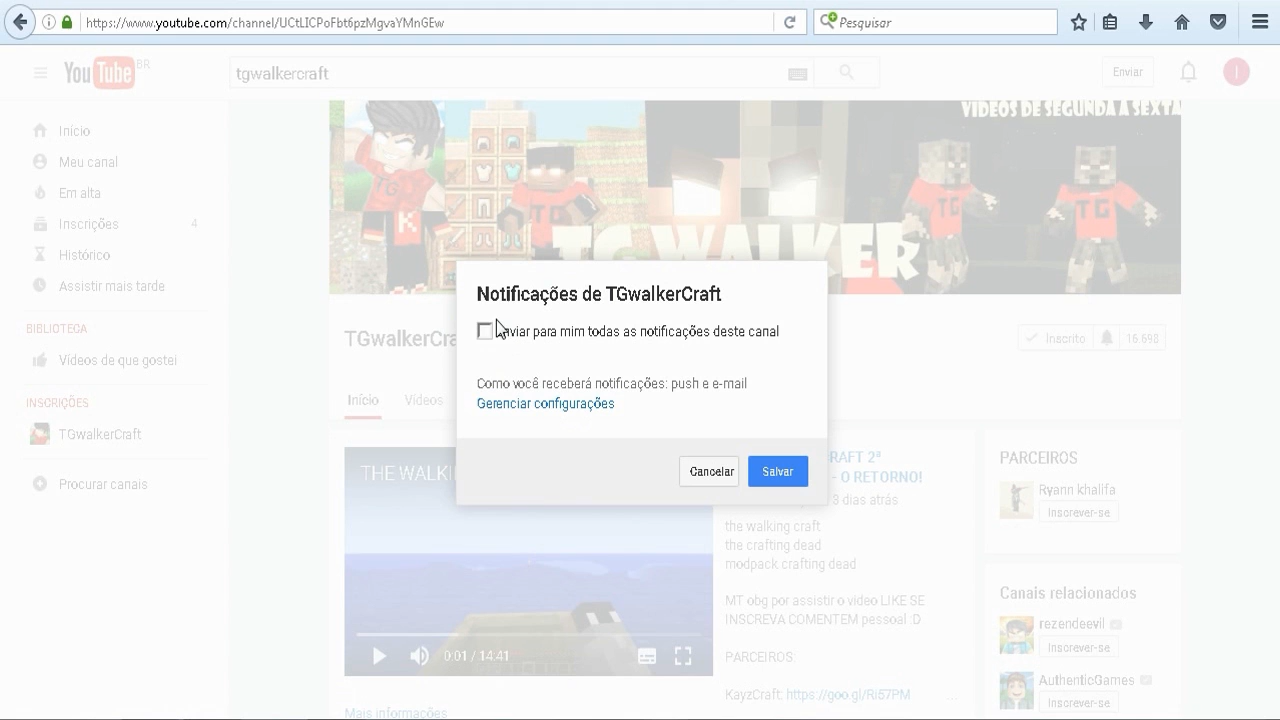 https://www.youtube.com/channel/UCtLICPoFbt6pzMgvaYMnGEw
Pesquisar
YouTube BR
tgwalkercraft
Enviar
Início
Meu canal
Em alta
Inscrições 4
Histórico
Assistir mais tarde
BIBLIOTECA
Vídeos de que gostei
INSCRIÇÕES
TGwalkerCraft
Procurar canais
VIDEOS DE SEGUNDA A SEXTA
TG WALKER
TGwalkerCra
Inscrito 16.698
Início Vídeos
Notificações de TGwalkerCraft
nviar para mim todas as notificações deste canal
Como você receberá notificações: push e e-mail
Gerenciar configurações
Cancelar Salvar
THE WALKI
0:01 / 14:41
RAFT 2ª
- O RETORNO!
3 dias atrás
the walking craft
the crafting dead
modpack crafting dead
MT obg por assistir o video LIKE SE
INSCREVA COMENTEM pessoal :D
PARCEIROS:
KayzCraft: https://goo.gl/Ri57PM
Mais informações
PARCEIROS
Ryann khalifa
Inscrever-se
Canais relacionados
rezendeevil
Inscrever-se
AuthenticGames
Inscrever-se